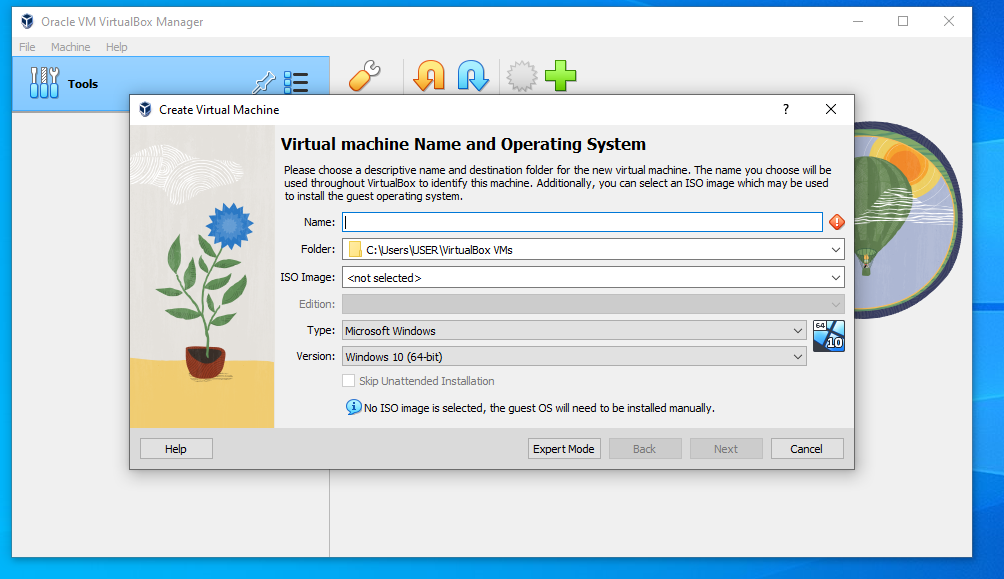 Oracle VM VirtualBox Manager
File Machine Help
Tools
Create Virtual Machine
?
Virtual machine Name and Operating System
Please choose a descriptive name and destination folder for the new virtual machine. The name you choose will be
used throughout VirtualBox to identify this machine. Additionally, you can select an ISO image which may be used
to install the guest operating system.
Name:
Folder: C:\Users\USER\VirtualBox VMs
ISO Image: <not selected>
Edition:
Type: Microsoft Windows
64
10
Version: Windows 10 (64-bit)
Skip Unattended Installation
No ISO image is selected, the guest OS will need to be installed manually.
Help Expert Mode Back Next Cancel